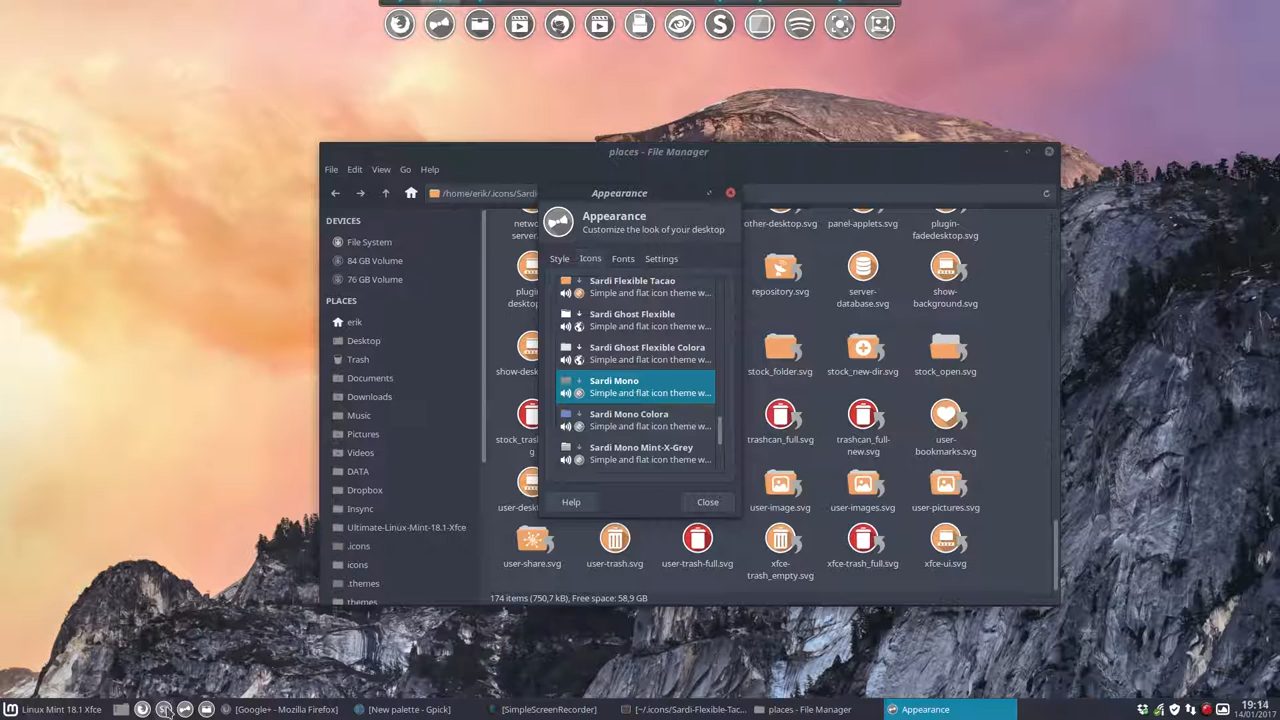 places - File Manager
File Edit View Go Help
/home/erik/.icons/Sardi
DEVICES
File System
84 GB Volume
76 GB Volume
PLACES
erik
Desktop
Trash
Documents
Downloads
Music
Pictures
Videos
DATA
Dropbox
Insync
Ultimate-Linux-Mint-18.1-Xfce
.icons
icons
.themes
themes
Appearance
Appearance
Customize the look of your desktop
Style Icons Fonts Settings
Sardi Flexible Tacao
Simple and flat icon theme w...
Sardi Ghost Flexible
Simple and flat icon theme w...
Sardi Ghost Flexible Colora
Simple and flat icon theme w...
Sardi Mono
Simple and flat icon theme w...
Sardi Mono Colora
Simple and flat icon theme w...
Sardi Mono Mint-X-Grey
Simple and flat icon theme w...
Help Close
netw
server.
other-desktop.svg panel-applets.svg plugin-
fadedesktop.svg
plugi
desktop
repository.svg server-
database.svg
show-
background.svg
show-de
stock_folder.svg stock_new-dir.svg stock_open.svg
stock_tras
g
trashcan_full.svg trashcan_full-
new.svg
user-
bookmarks.svg
user-desk
user-image.svg user-images.svg user-pictures.svg
user-share.svg user-trash.svg user-trash-full.svg xfce-
trash_empty.svg
xfce-trash_full.svg xfce-ui.svg
174 items (750,7 kB), Free space: 58,9 GB
Linux Mint 18.1 Xfce
[Google+ - Mozilla Firefox]
[New palette - Gpick]
[SimpleScreenRecorder]
[~/.icons/Sardi-Flexible-Tac...
places - File Manager
Appearance
19:14
14/01/2017